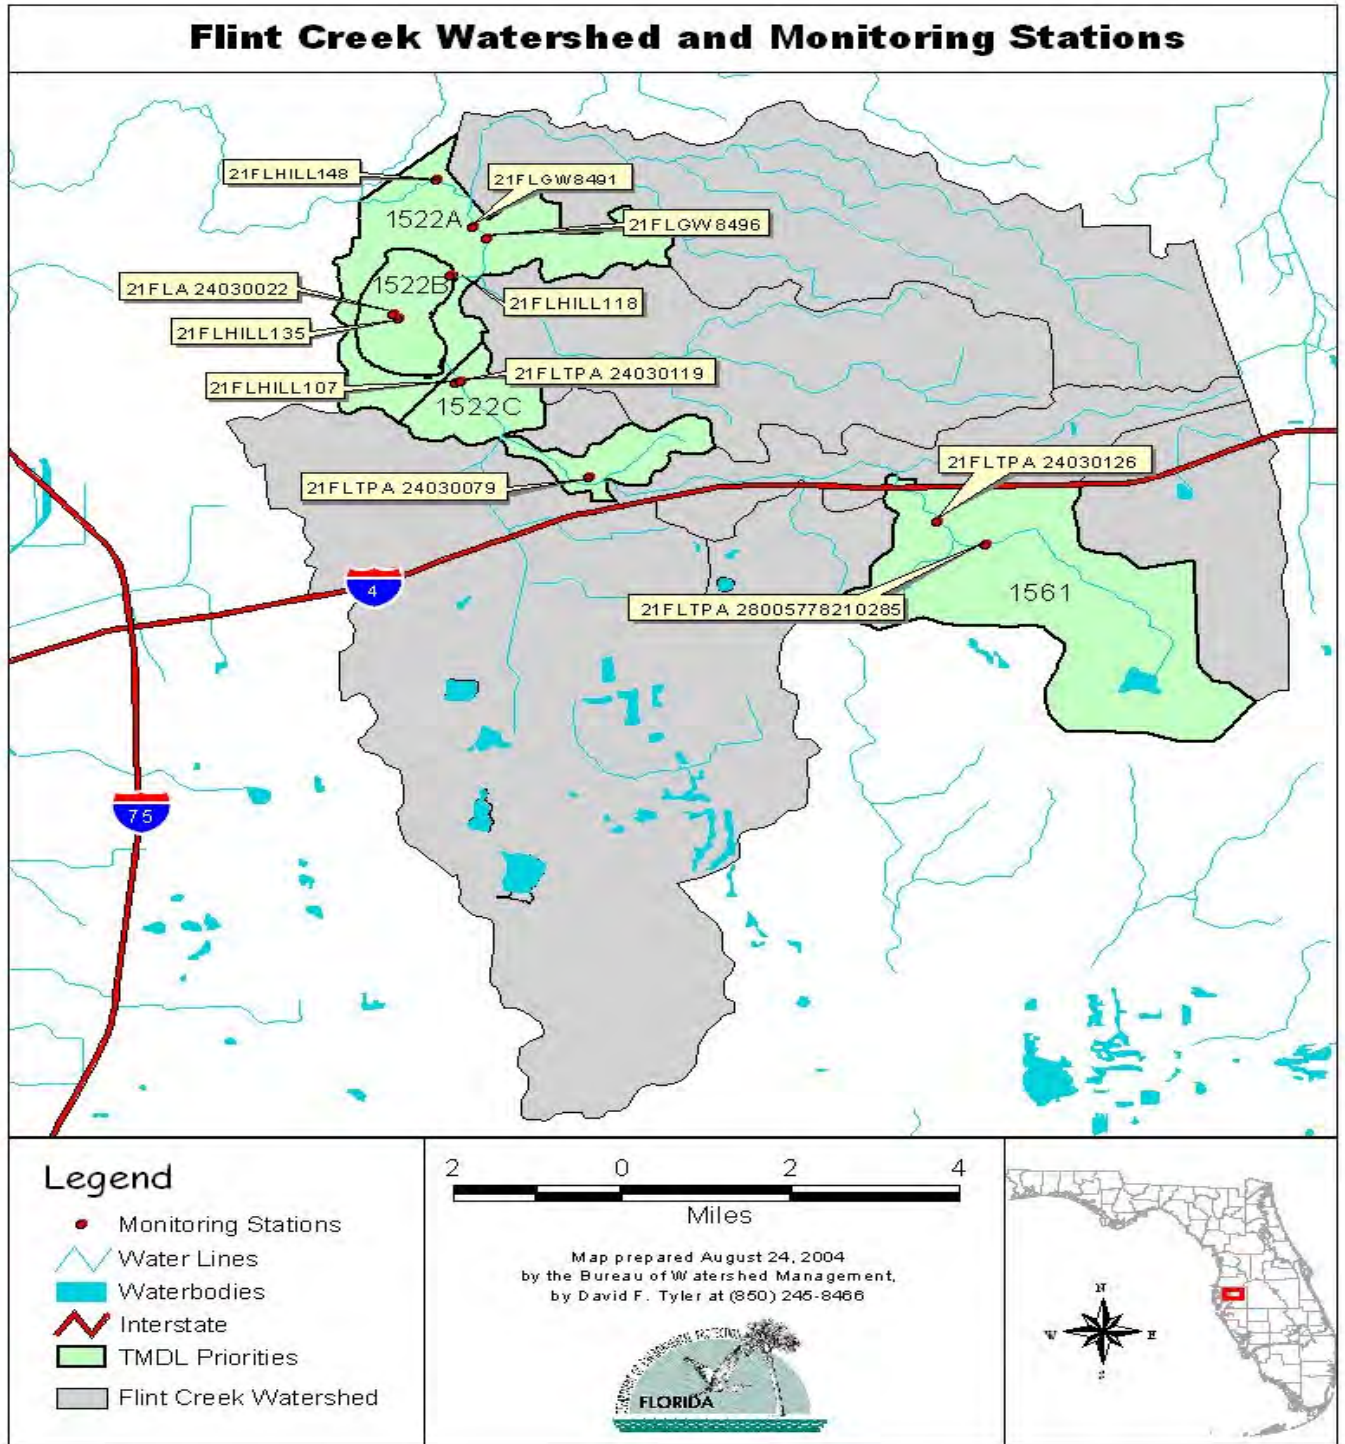 Flint Creek Watershed and Monitoring Stations
21FLHILL148
21FLGW8491
1522A
21FLGW8496
21FLA 24030022
1522B
21FLHILL118
21FLHILL135
21FLHILL107
21FLTPA 24030119
1522C
21FLTPA 24030126
21FLTPA 24030079
4
1561
21FLTPA 28005778210285
75
Legend
Monitoring Stations
Water Lines
Waterbodies
Interstate
TMDL Priorities
Flint Creek Watershed
2 0 2 4
Miles
Map prepared August 24, 2004
by the Bureau of Watershed Management,
by David F. Tyler at (850) 245-8466
FLORIDA
N
W E
S